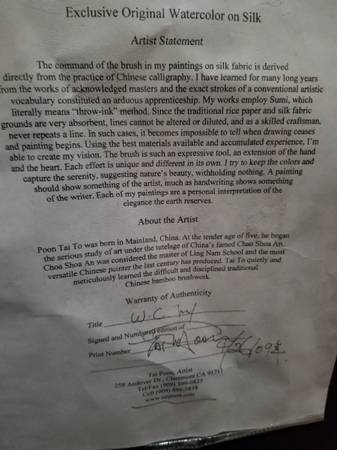 Exclusive Original Watercolor on Silk
Artist Statement
The command of the brush in my paintings on silk fabric is derived
directly from the practice of Chinese calligraphy. I have learned for many long years
from the works of acknowledged masters and the exact strokes of a conventional artistic
vocabulary constituted an arduous apprenticeship. My works employ Sumi, which
literally means "throw-ink" method. Since the traditional rice paper and silk fabric
grounds are very absorbent, lines cannot be altered or diluted, and as a skilled craftsman,
never repeats a line. In such cases, it becomes impossible to tell when drawing ceases
and painting begins. Using the best materials available and accumulated experience, I'm
able to create my vision. The brush is such an expressive tool, an extension of the hand
and the heart. Each effort is unique and different in its own. I try to keep the colors and
capture the serenity, suggesting nature's beauty, withholding nothing. A painting
should show something of the artist, much as handwriting shows something
of the writer. Each of my paintings are a personal interpretation of the
elegance the earth reserves.
About the Artist
Poon Tai To was born in Mainland, China. At the tender age of five, he began
the serious study of art under the tutelage of China's famed Chao Shoa An.
Choa Shoa An was considered the master of Ling Nam School and the most
versatile Chinese painter the last century has produced. Tai To quietly and
meticulously learned the difficult and disciplined traditional
Chinese bamboo brushwork.
Warranty of Authenticity
Title W.C.
Signed and Numbered edition of
Print Number
Tai Poon, Artist
Andover Dr., Claremont CA 91711
Tel/Fax (909)
Cell (909)